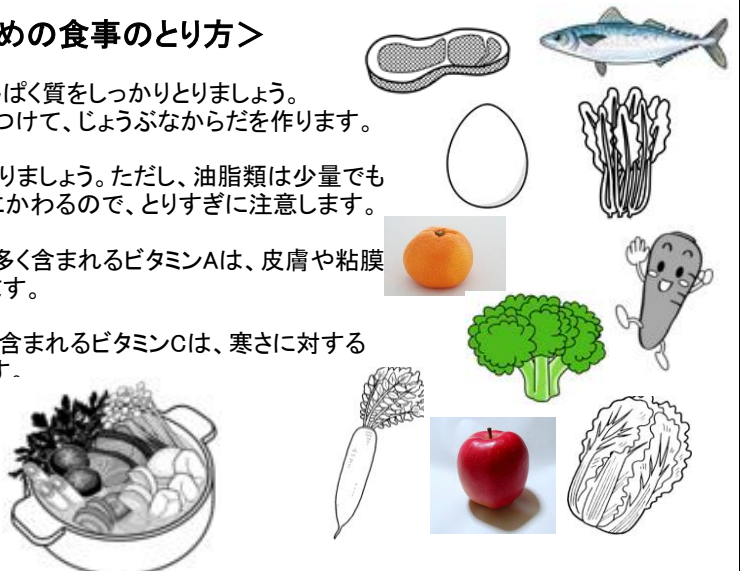 めの食事のとり方＞
ぱく質をしっかりとりましょう。
つけて、じょうぶなからだを作ります。
りましょう。ただし、油脂類は少量でも
にかわるので、とりすぎに注意します。
多く含まれるビタミンAは、皮膚や粘膜
ます。
含まれるビタミンCは、寒さに対する
す。